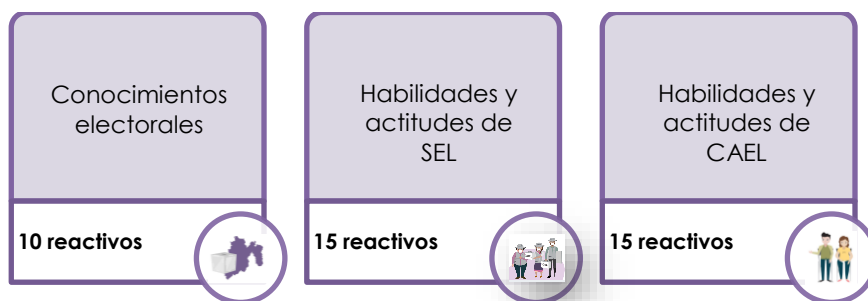 Conocimientos
electorales
10 reactivos
Habilidades y
actitudes de
SEL
15 reactivos
Habilidades y
actitudes de
CAEL
15 reactivos